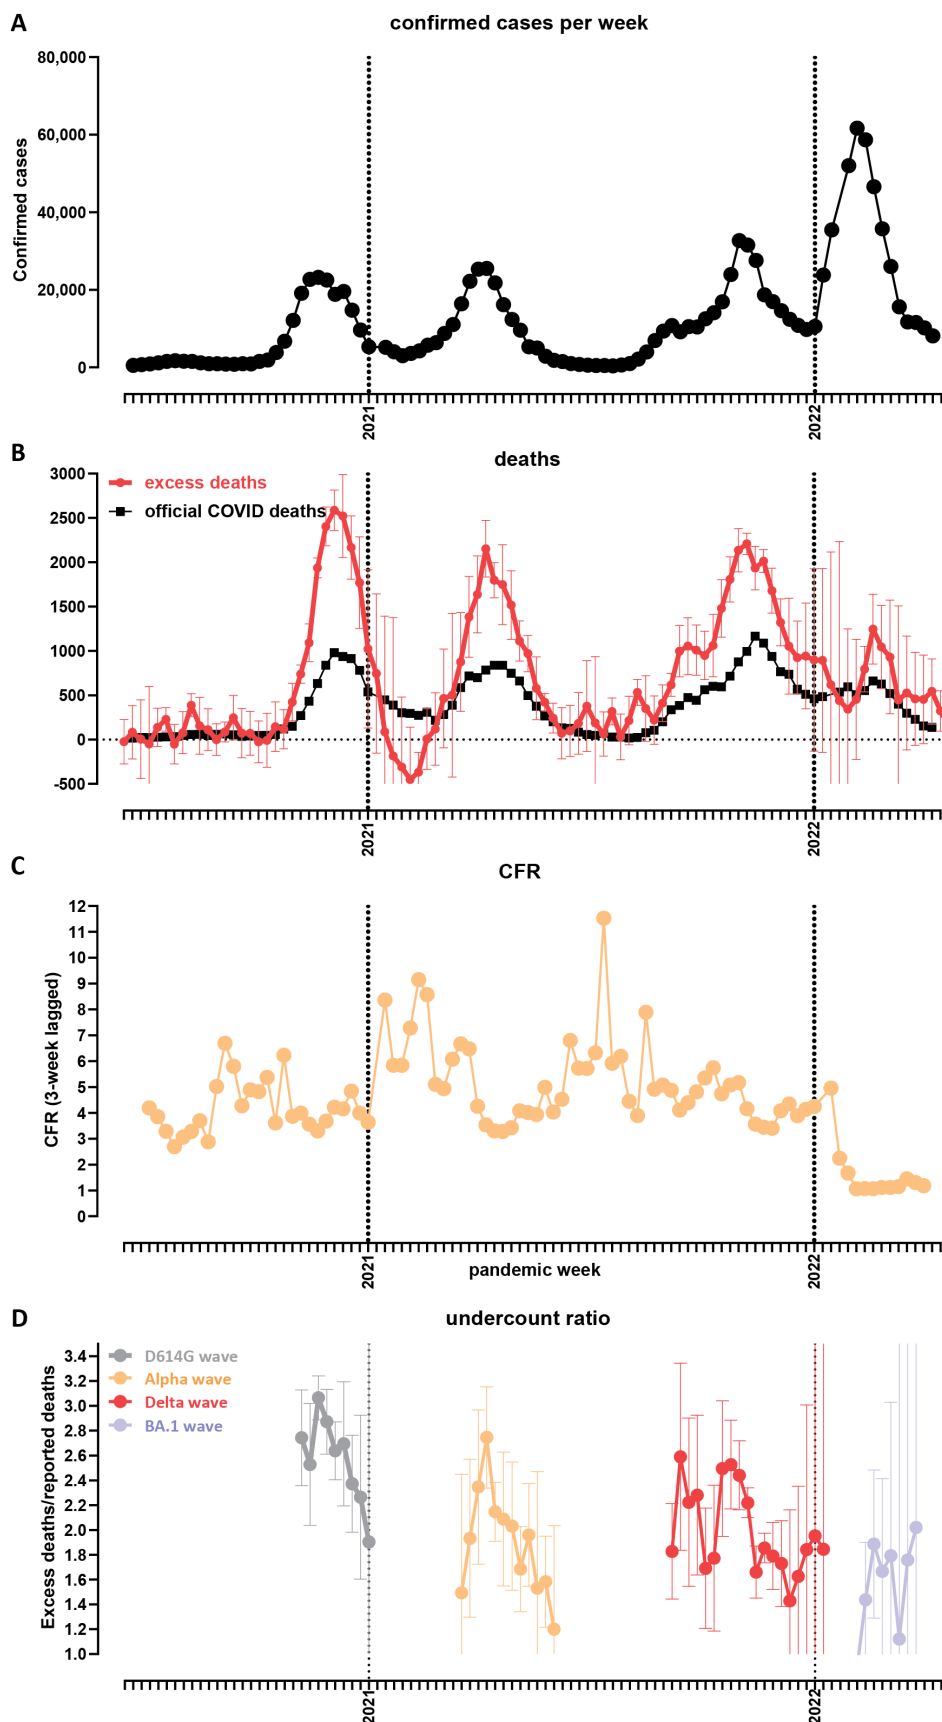 A
confirmed cases per week
80,000
60,000
40,000
20,000
0
Confirmed cases
2021
2022
B
deaths
3000
2500
2000
1500
1000
500
0
-500
excess deaths
official COVID deaths
2021
2022
C
CFR
12
11
10
9
8
7
6
5
4
3
2
1
0
CFR (3-week lagged)
2021
pandemic week
2022
D
undercount ratio
3.4
3.2
3.0
2.8
2.6
2.4
2.2
2.0
1.8
1.6
1.4
1.2
1.0
Excess deaths/reported deaths
D614G wave
Alpha wave
Delta wave
BA.1 wave
2021
2022